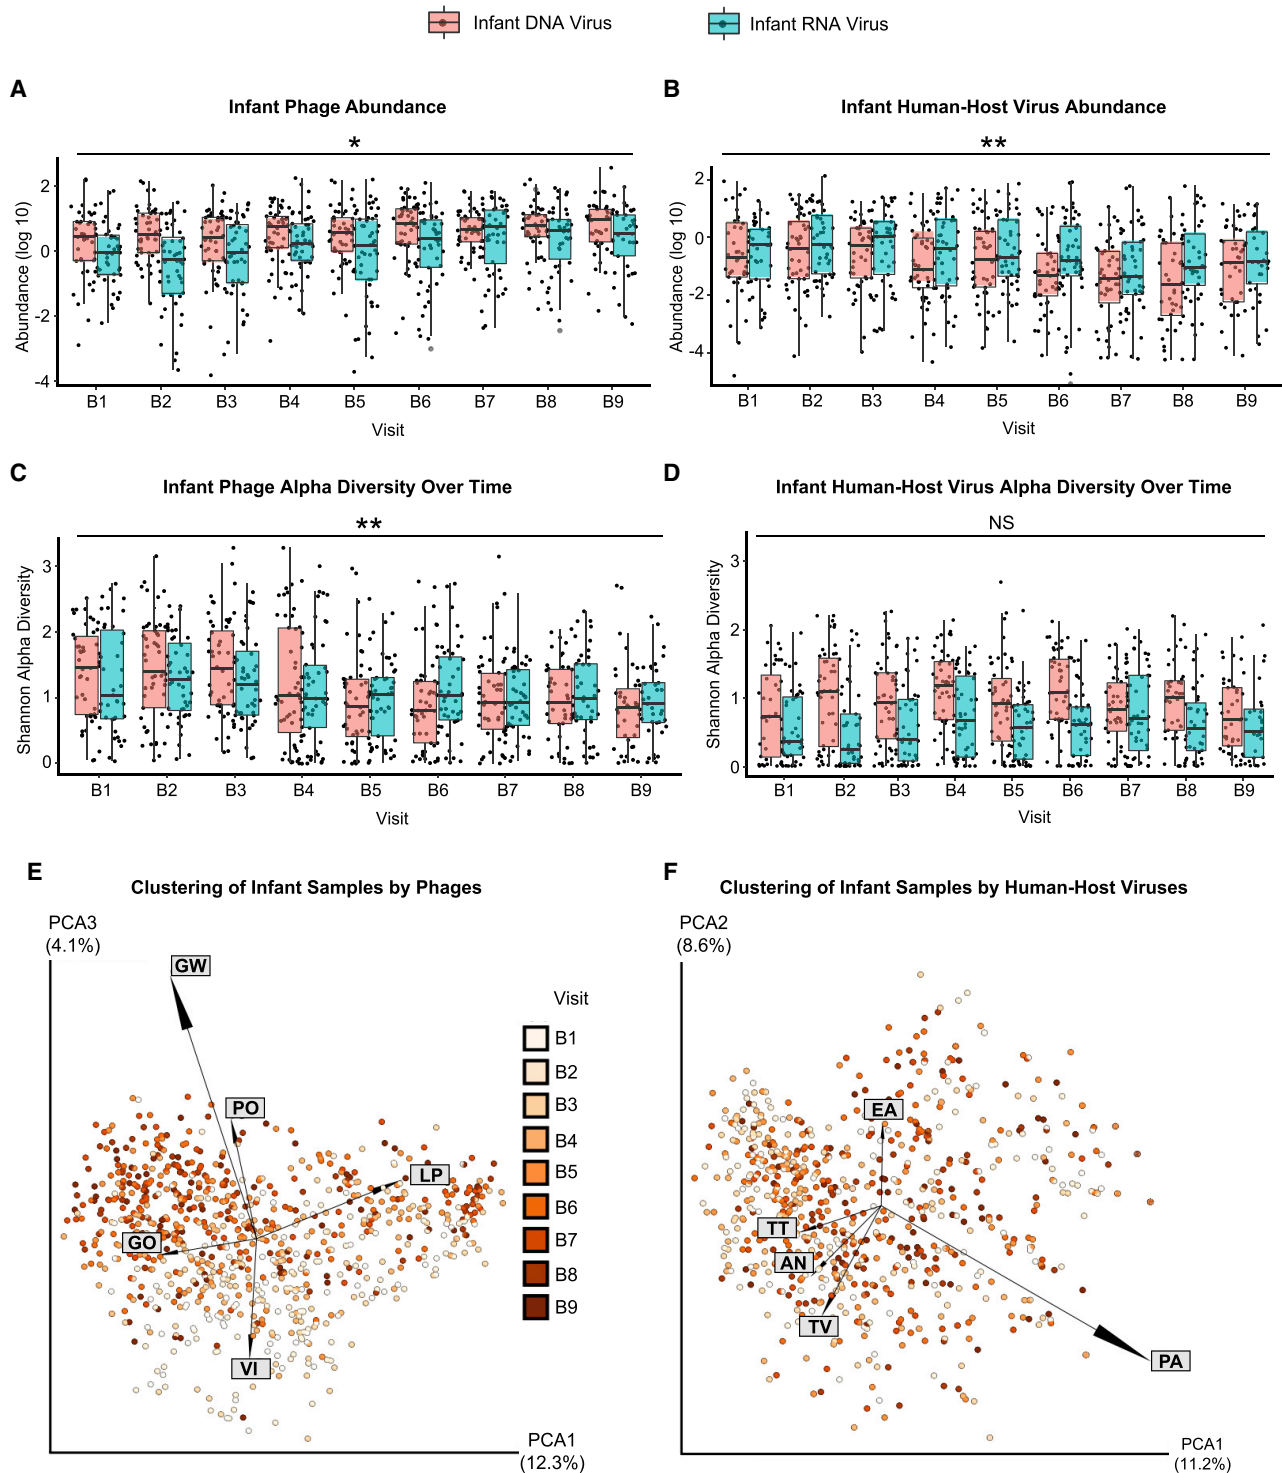 Infant DNA Virus
Infant RNA Virus
A
Infant Phage Abundance
*
Abundance (log 10)
2
0
-2
-4
B1 B2 B3 B4 B5 B6 B7 B8 B9
Visit
B
Infant Human-Host Virus Abundance
**
Abundance (log 10)
2
0
-2
-4
B1 B2 B3 B4 B5 B6 B7 B8 B9
Visit
C
Infant Phage Alpha Diversity Over Time
**
Shannon Alpha Diversity
3
2
1
0
B1 B2 B3 B4 B5 B6 B7 B8 B9
Visit
D
Infant Human-Host Virus Alpha Diversity Over Time
NS
Shannon Alpha Diversity
3
2
1
0
B1 B2 B3 B4 B5 B6 B7 B8 B9
Visit
E
Clustering of Infant Samples by Phages
PCA3
(4.1%)
GW
PO
LP
GO
VI
PCA1
(12.3%)
Visit
B1
B2
B3
B4
B5
B6
B7
B8
B9
F
Clustering of Infant Samples by Human-Host Viruses
PCA2
(8.6%)
EA
TT
AN
TV
PA
PCA1
(11.2%)